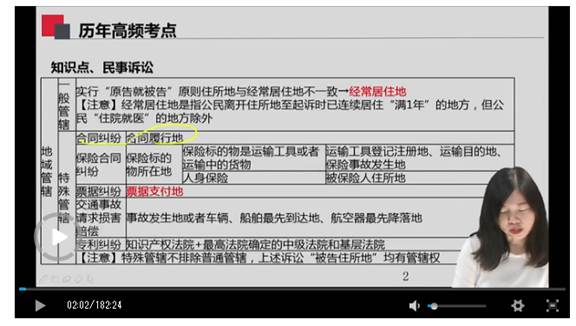 历年高频考点
知识点、民事诉讼
地域管辖
一般管辖
实行“原告就被告”原则住所地与经常居住地不一致→经常居住地
【注意】经常居住地是指公民离开住所地至起诉时已连续居住“满1年”的地方，但公
民“住院就医”的地方除外
特殊管辖
合同纠纷 合同履行地
保险合同
纠纷
保险标的
物所在地
保险标的物是运输工具或者
运输中的货物
运输工具登记注册地、运输目的地、
保险事故发生地
人身保险 被保险人住所地
票据纠纷 票据支付地
交通事故
请求损害
赔偿
事故发生地或者车辆、船舶最先到达地、航空器最先降落地
专利纠纷 知识产权法院+最高法院确定的中级法院和基层法院
【注意】特殊管辖不排除普通管辖，上述诉讼“被告住所地”均有管辖权
2
02:02/182:24